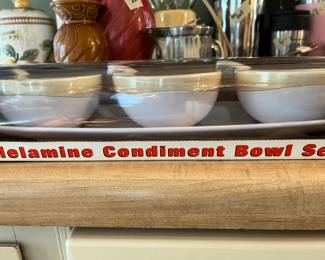 Melamine Condiment Bowl Se